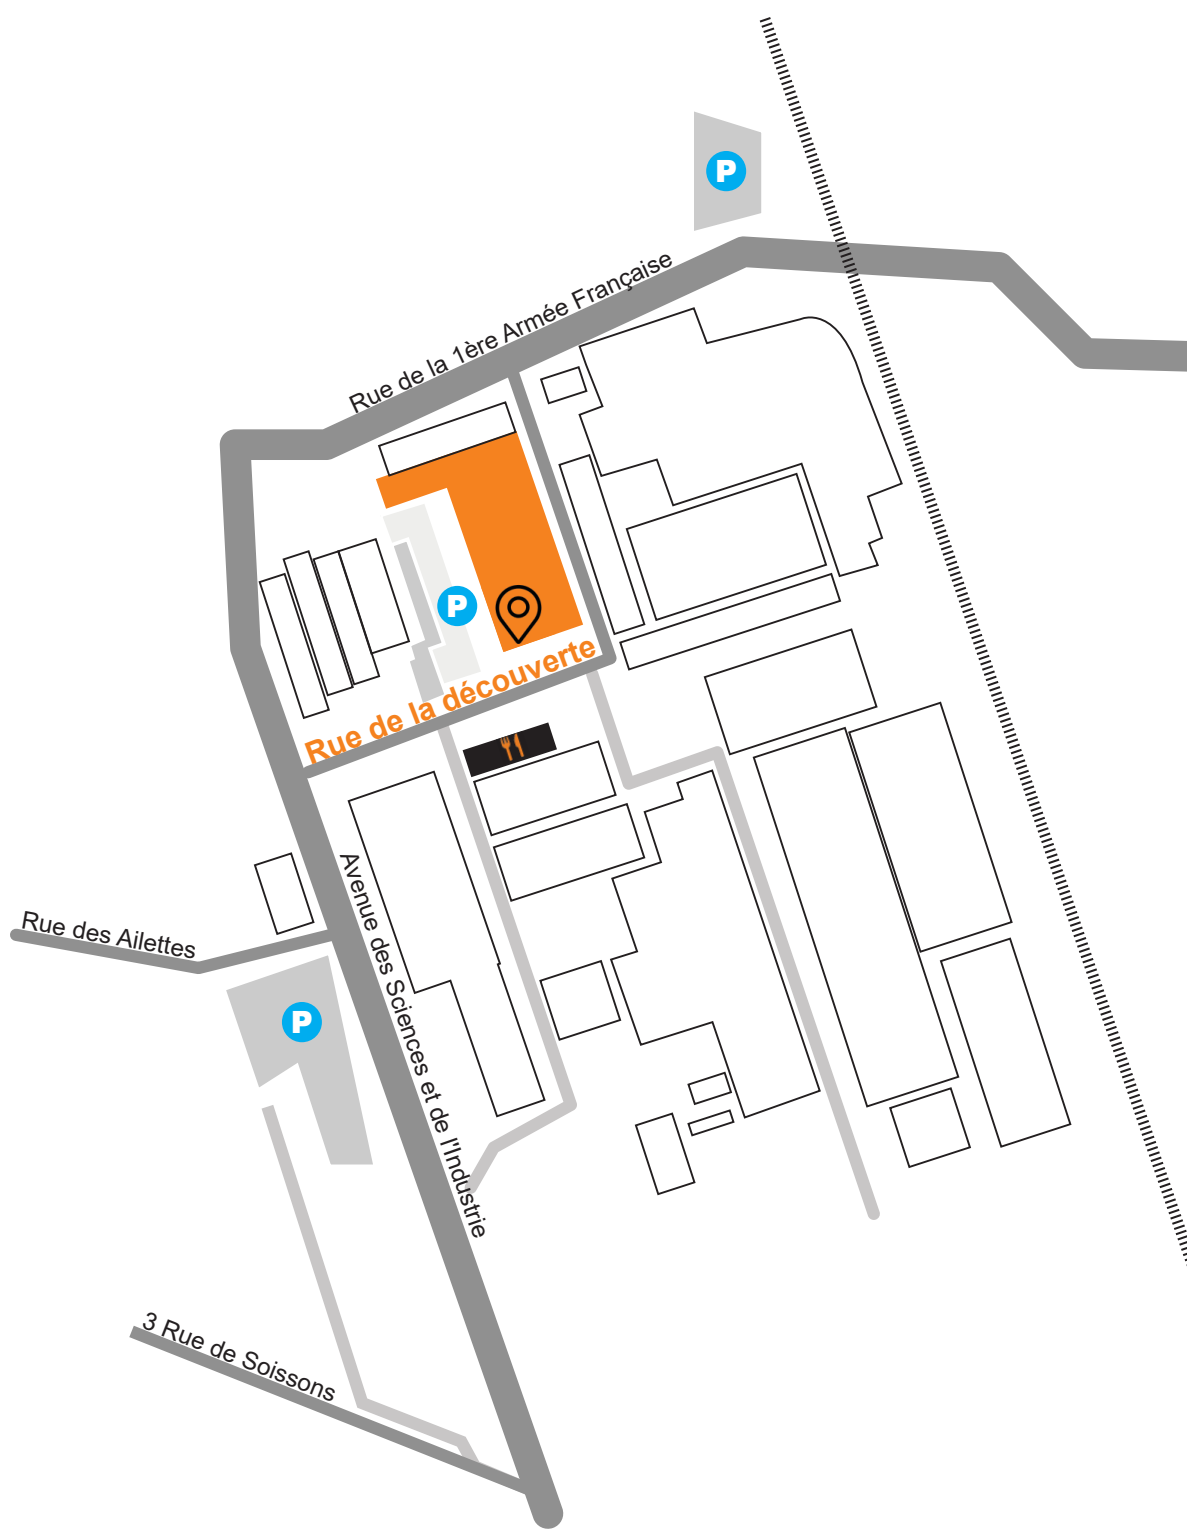 P
Rue de la 1ère Armée Française
P
Rue de la découverte
Avenue des Sciences et de l'Industrie
Rue des Ailettes
P
3 Rue de Soissons